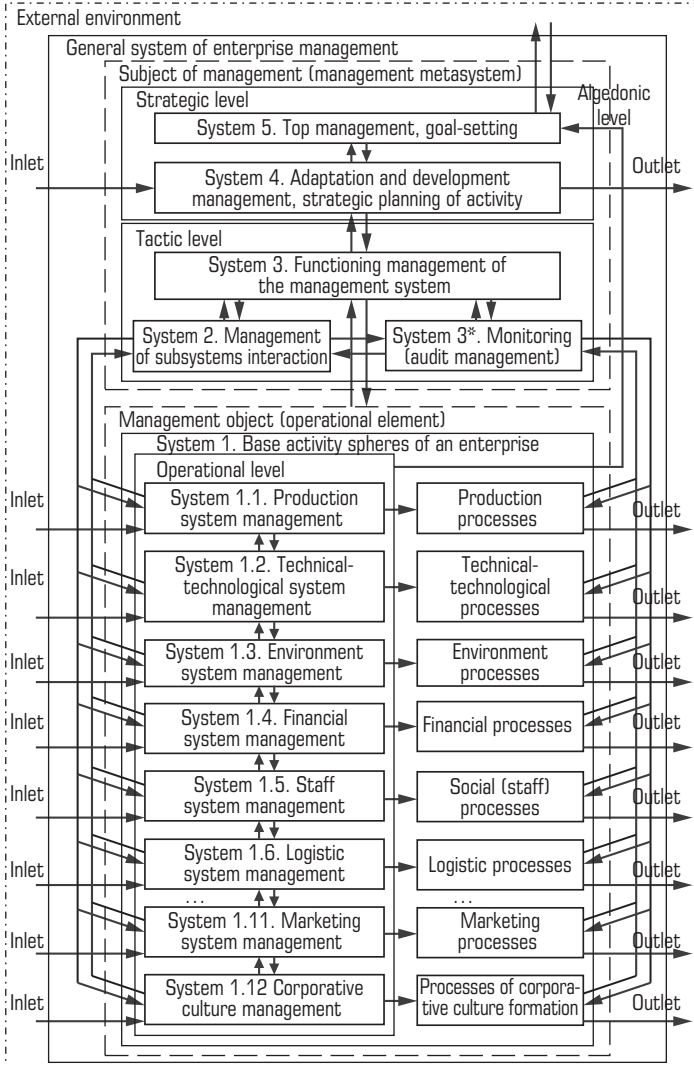 External environment
General system of enterprise management
Subject of management (management metasystem)
Strategic level
Algedonic
level
System 5. Top management, goal-setting
Inlet
System 4. Adaptation and development
management, strategic planning of activity
Outlet
Tactic level
System 3. Functioning management of
the management system
System 2. Management
of subsystems interaction
System 3*. Monitoring
(audit management)
Management object (operational element)
System 1. Base activity spheres of an enterprise
Operational level
Inlet
System 1.1. Production
system management
Production
processes
Outlet
Inlet
System 1.2. Technical-
technological system
management
Technical-
technological
processes
Outlet
Inlet
System 1.3. Environment
system management
Environment
processes
Outlet
Inlet
System 1.4. Financial
system management
Financial processes
Outlet
Inlet
System 1.5. Staff
system management
Social (staff)
processes
Outlet
Inlet
System 1.6. Logistic
system management
Logistic processes
Outlet
...
...
Inlet
System 1.11. Marketing
system management
Marketing
processes
Outlet
Inlet
System 1.12 Corporative
culture management
Processes of corpora-
tive culture formation
Outlet